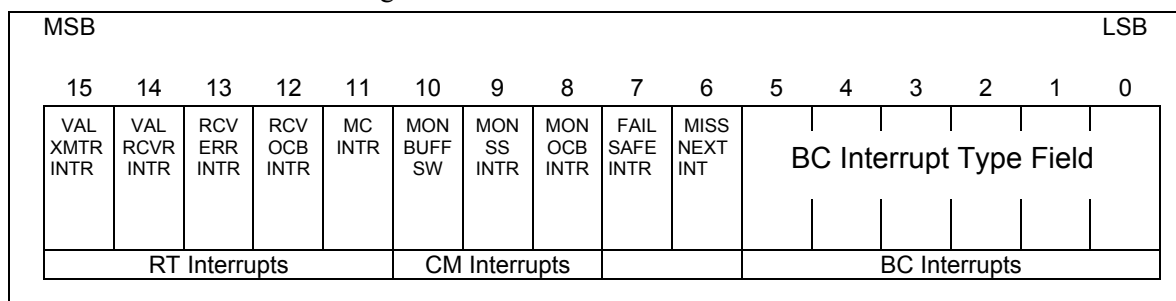 MSB LSB
15 14 13 12 11 10 9 8 7 6 5 4 3 2 1 0
VAL XMTR INTR
VAL RCVR INTR
RCV ERR INTR
RCV OCB INTR
MC INTR
MON BUFF SW
MON SS INTR
MON OCB INTR
FAIL SAFE INTR
MISS NEXT INT
BC Interrupt Type Field
RT Interrupts CM Interrupts BC Interrupts